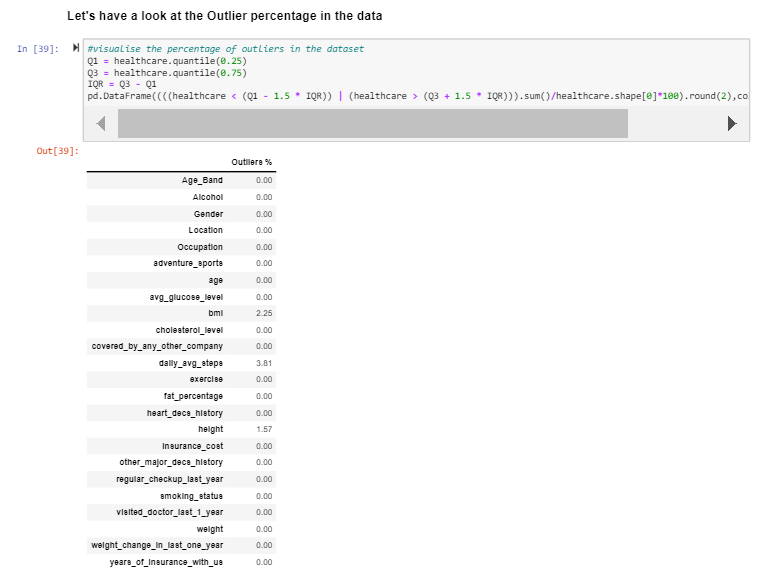 Let's have a look at the Outlier percentage in the data
In [39]: #visualise the percentage of outliers in the dataset
Q1 = healthcare.quantile(0.25)
Q3 = healthcare.quantile(0.75)
IQR = Q3 - Q1
pd.DataFrame((((healthcare < (Q1 - 1.5 * IQR)) | (healthcare > (Q3 + 1.5 * IQR))).sum()/healthcare.shape[0]*100).round(2),co
Out[39]:
Outliers %
Age_Band 0.00
Alcohol 0.00
Gender 0.00
Location 0.00
Occupation 0.00
adventure_sports 0.00
age 0.00
avg_glucose_level 0.00
bmi 2.25
cholesterol_level 0.00
covered_by_any_other_company 0.00
daily_avg_steps 3.81
exercise 0.00
fat_percentage 0.00
heart_decs_history 0.00
height 1.57
insurance_cost 0.00
other_major_decs_history 0.00
regular_checkup_last_year 0.00
smoking_status 0.00
visited_doctor_last_1_year 0.00
weight 0.00
weight_change_in_last_one_year 0.00
years_of_insurance_with_us 0.00